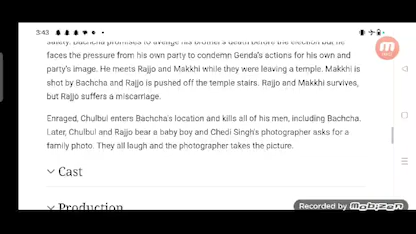 3:43
safety. Bachcha promises to avenge his brother's death before the election but he
faces the pressure from his own party to condemn Genda's actions for his own and
party's image. He meets Rajjo and Makkhi while they were leaving a temple. Makkhi is
shot by Bachcha and Rajjo is pushed off the temple stairs. Rajjo and Makkhi survives,
but Rajjo suffers a miscarriage.
Enraged, Chulbul enters Bachcha's location and kills all of his men, including Bachcha.
Later, Chulbul and Rajjo bear a baby boy and Chedi Singh's photographer asks for a
family photo. They all laugh and the photographer takes the picture.
Cast
Production
Recorded by Mobizen